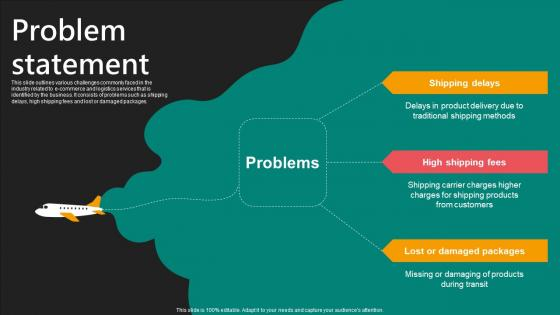 Problem
statement
This slide outlines various challenges commonly faced in the
industry related to e-commerce and logistics services that is
identified by the business. It consists of problems such as shipping
delays, high shipping fees and lost or damaged packages.
Problems
Shipping delays
Delays in product delivery due to
traditional shipping methods
High shipping fees
Shipping carrier charges higher
charges for shipping products
from customers
Lost or damaged packages
Missing or damaging of products
during transit
This slide is 100% editable. Adapt it to your needs and capture your audience's attention.